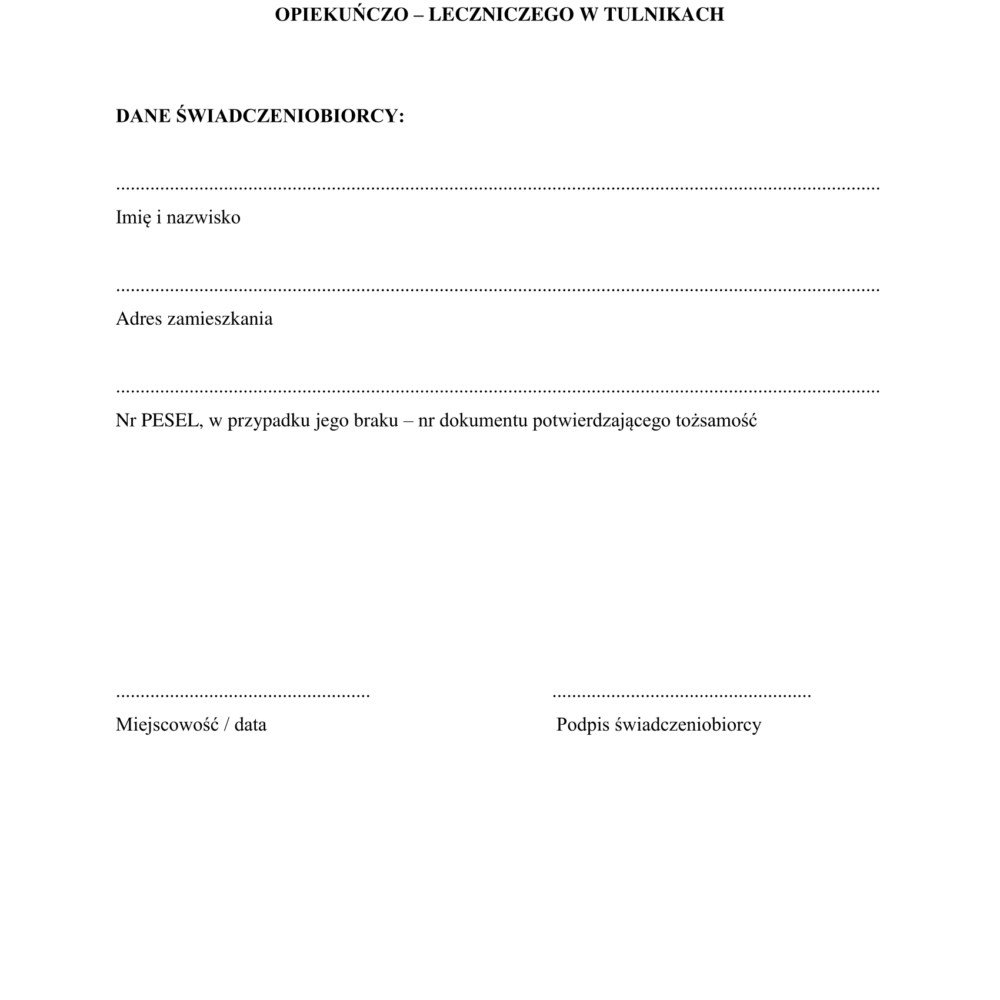 OPIEKUŃCZO – LECZNICZEGO W TULNIKACH
DANE ŚWIADCZENIOBIORCY:
................................................................................................................................................................
Imię i nazwisko
................................................................................................................................................................
Adres zamieszkania
................................................................................................................................................................
Nr PESEL, w przypadku jego braku – nr dokumentu potwierdzającego tożsamość
.................................................... .....................................................
Miejscowość / data Podpis świadczeniobiorcy